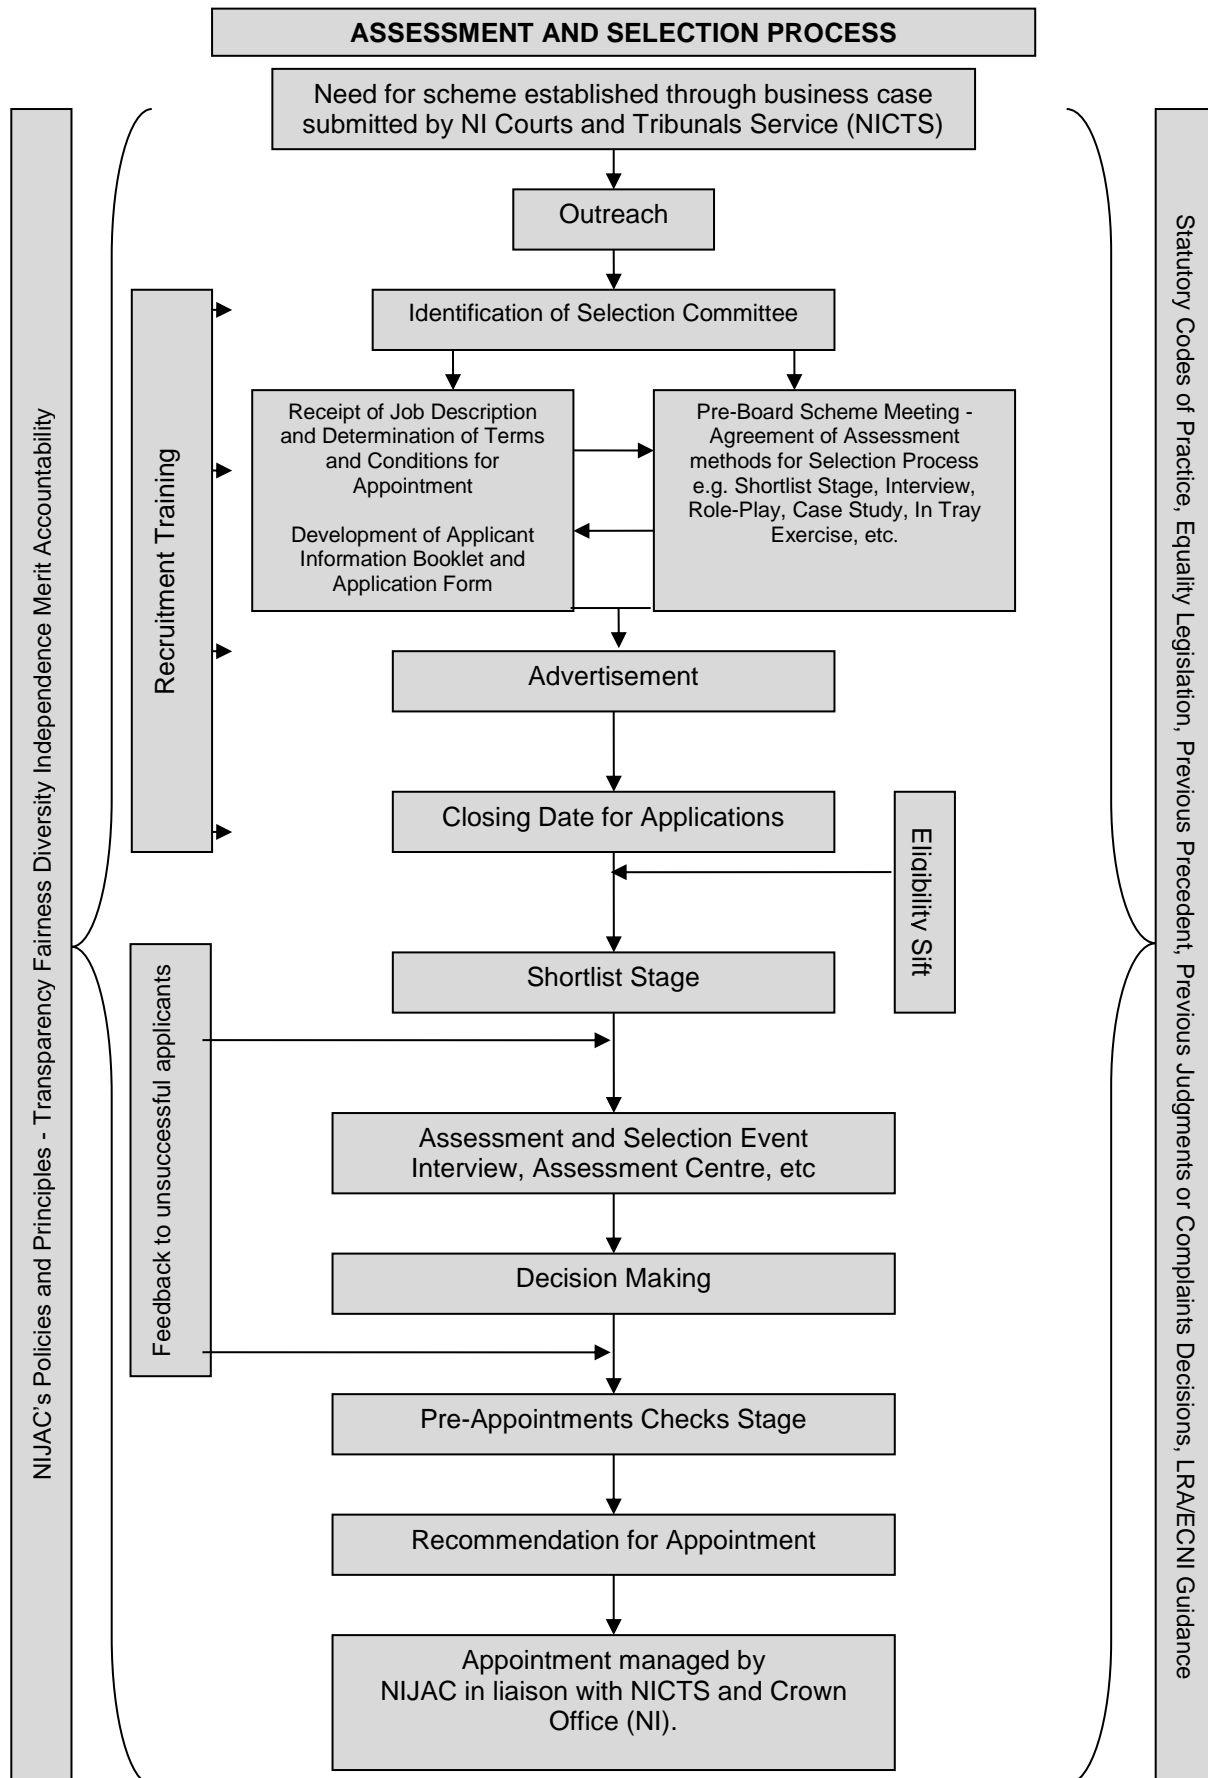 ASSESSMENT AND SELECTION PROCESS
Need for scheme established through business case
submitted by NI Courts and Tribunals Service (NICTS)
Outreach
Identification of Selection Committee
Receipt of Job Description
and Determination of Terms
and Conditions for
Appointment
Development of Applicant
Information Booklet and
Application Form
Pre-Board Scheme Meeting -
Agreement of Assessment
methods for Selection Process
e.g. Shortlist Stage, Interview,
Role-Play, Case Study, In Tray
Exercise, etc.
Recruitment Training
Advertisement
Closing Date for Applications
Eligibility Sift
Shortlist Stage
Feedback to unsuccessful applicants
Assessment and Selection Event
Interview, Assessment Centre, etc
Decision Making
Pre-Appointments Checks Stage
Recommendation for Appointment
Appointment managed by
NIJAC in liaison with NICTS and Crown
Office (NI).
NIJAC's Policies and Principles - Transparency Fairness Diversity Independence Merit Accountability
Statutory Codes of Practice, Equality Legislation, Previous Precedent, Previous Judgments or Complaints Decisions, LRA/ECNI Guidance